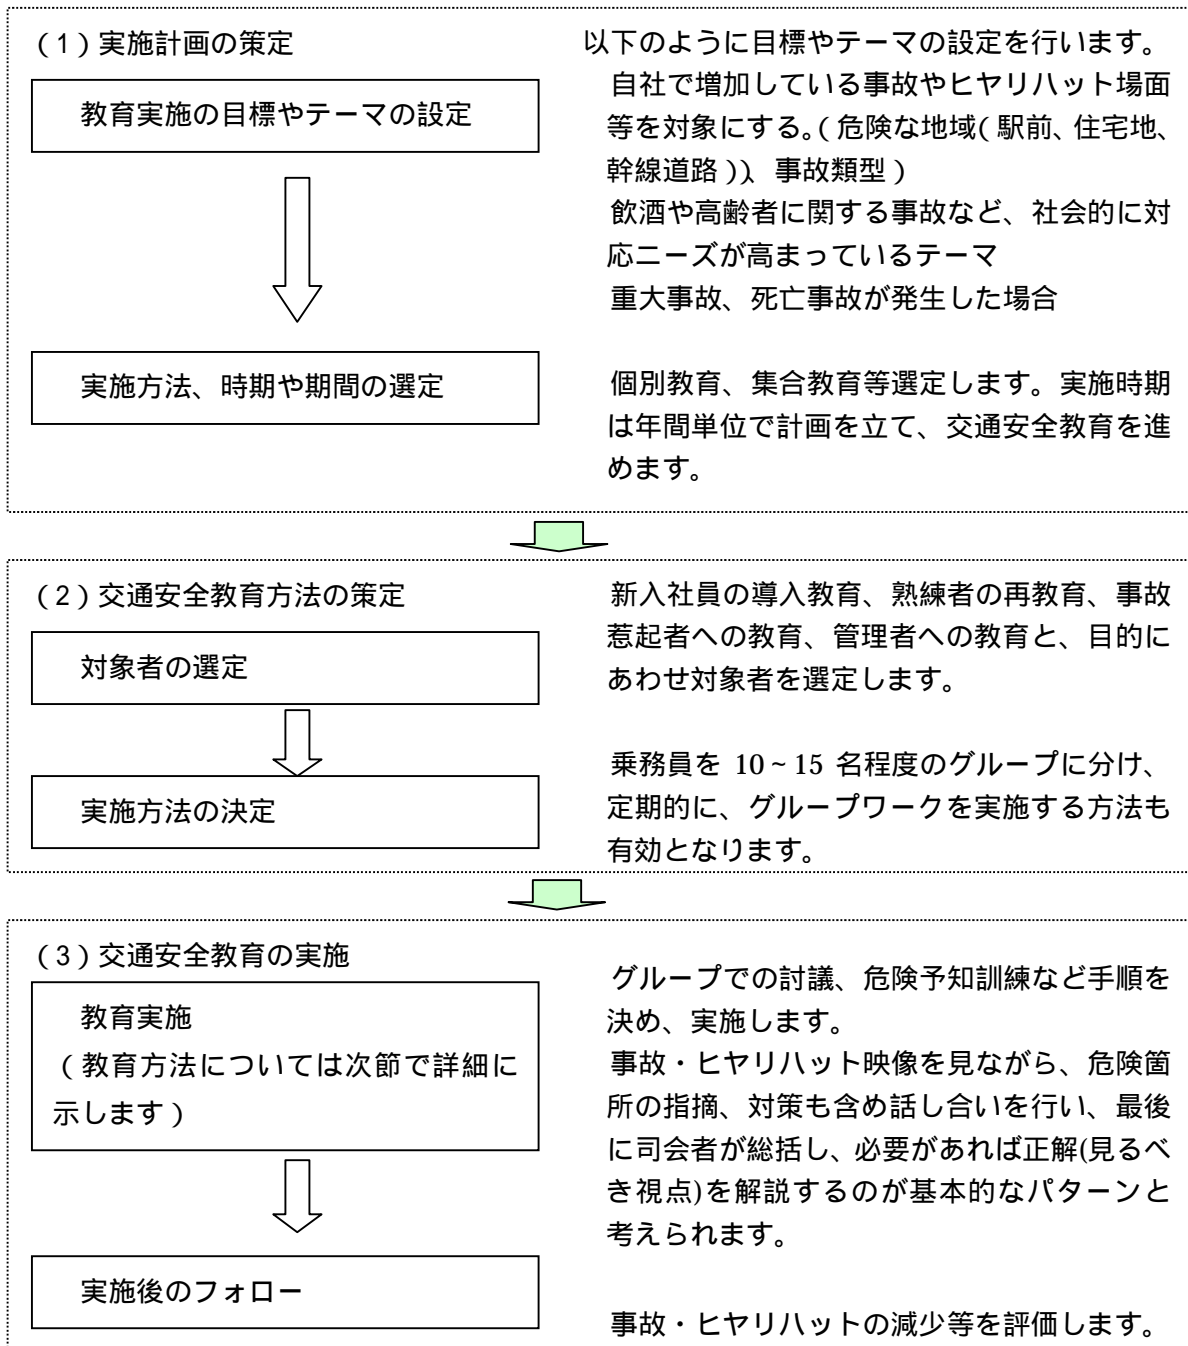 （1）実施計画の策定
教育実施の目標やテーマの設定
以下のように目標やテーマの設定を行います。
自社で増加している事故やヒヤリハット場面
等を対象にする。（危険な地域（駅前、住宅地、
幹線道路））、事故類型）
飲酒や高齢者に関する事故など、社会的に対
応ニーズが高まっているテーマ
重大事故、死亡事故が発生した場合
実施方法、時期や期間の選定
個別教育、集合教育等選定します。実施時期
は年間単位で計画を立て、交通安全教育を進
めます。
（2）交通安全教育方法の策定
対象者の選定
新入社員の導入教育、熟練者の再教育、事故
惹起者への教育、管理者への教育と、目的に
あわせ対象者を選定します。
実施方法の決定
乗務員を 10～15 名程度のグループに分け、
定期的に、グループワークを実施する方法も
有効となります。
（3）交通安全教育の実施
教育実施
（教育方法については次節で詳細に
示します）
グループでの討議、危険予知訓練など手順を
決め、実施します。
事故・ヒヤリハット映像を見ながら、危険箇
所の指摘、対策も含め話し合いを行い、最後
に司会者が総括し、必要があれば正解(見るべ
き視点)を解説するのが基本的なパターンと
考えられます。
実施後のフォロー
事故・ヒヤリハットの減少等を評価します。